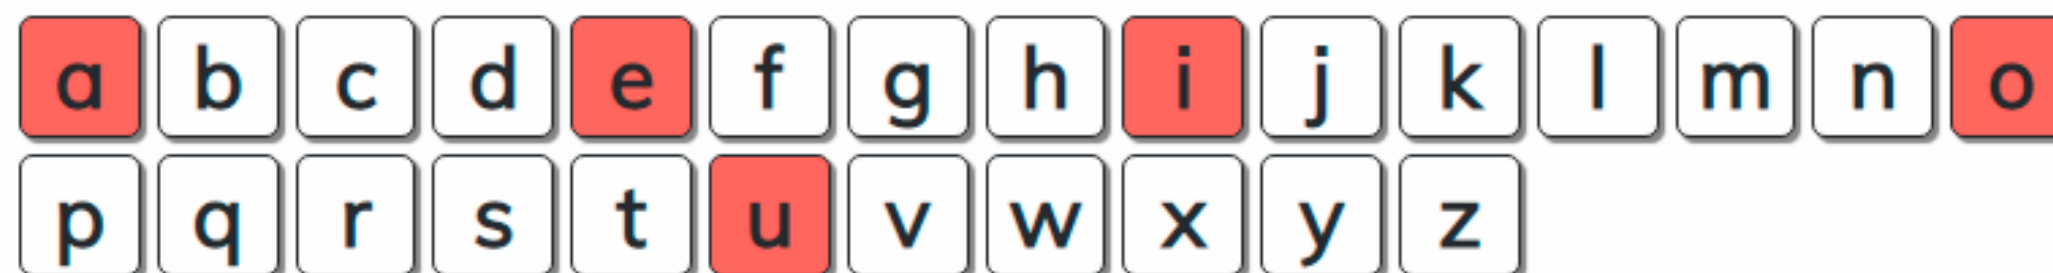 a b c d e f g h i j k l m n o
p q r s t u v w x y z